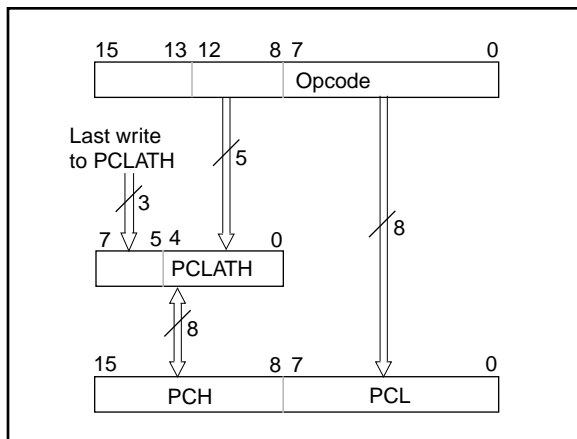 15 13 12 8 7 0
Opcode
Last write
to PCLATH
5
3
8
7 5 4 0
PCLATH
8
15 8 7 0
PCH PCL